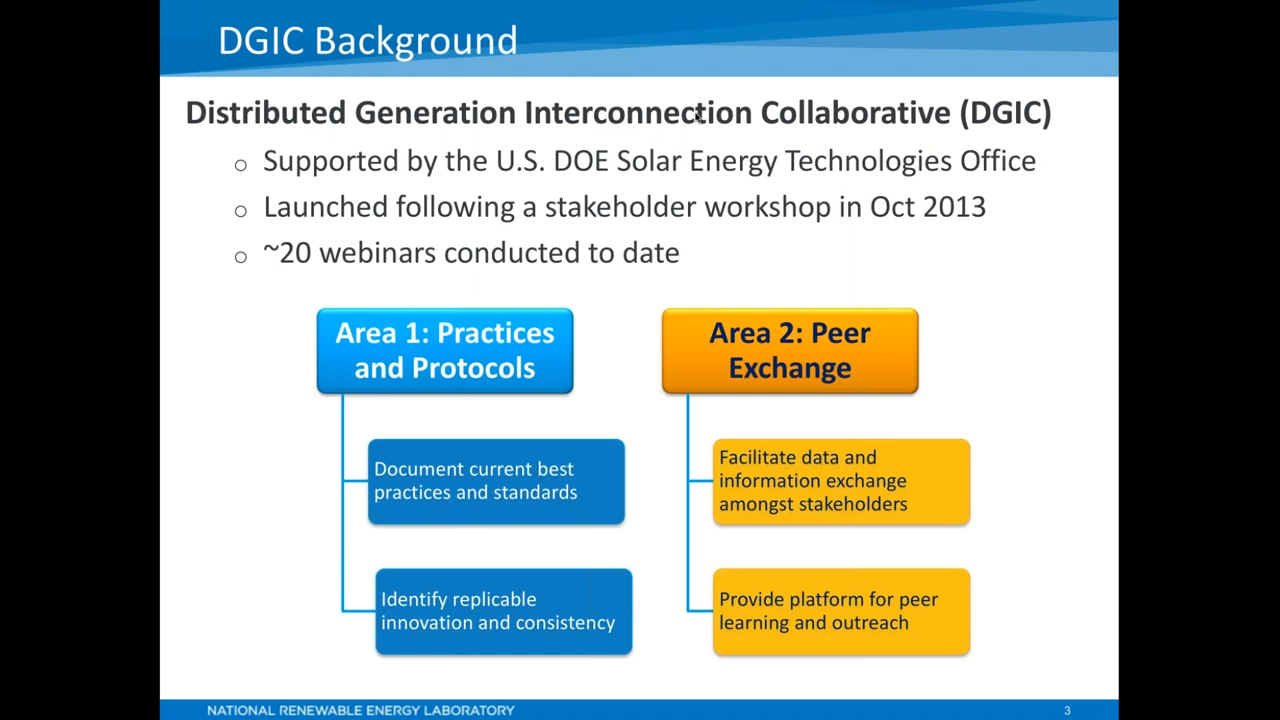 DGIC Background
Distributed Generation Interconnection Collaborative (DGIC)
Supported by the U.S. DOE Solar Energy Technologies Office
Launched following a stakeholder workshop in Oct 2013
~20 webinars conducted to date
Area 1: Practices
and Protocols
Document current best
practices and standards
Identify replicable
innovation and consistency
Area 2: Peer
Exchange
Facilitate data and
information exchange
amongst stakeholders
Provide platform for peer
learning and outreach
NATIONAL RENEWABLE ENERGY LABORATORY
3